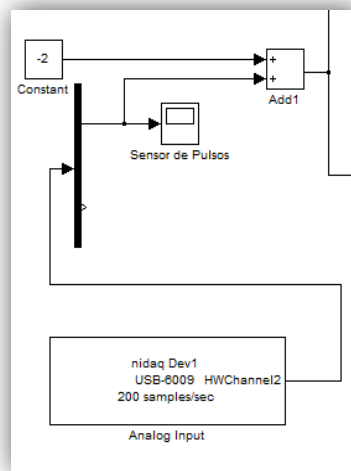 -2
Constant
+
+
Add1
Sensor de Pulsos
nidaq Dev1
USB-6009 HWChannel2
200 samples/sec
Analog Input